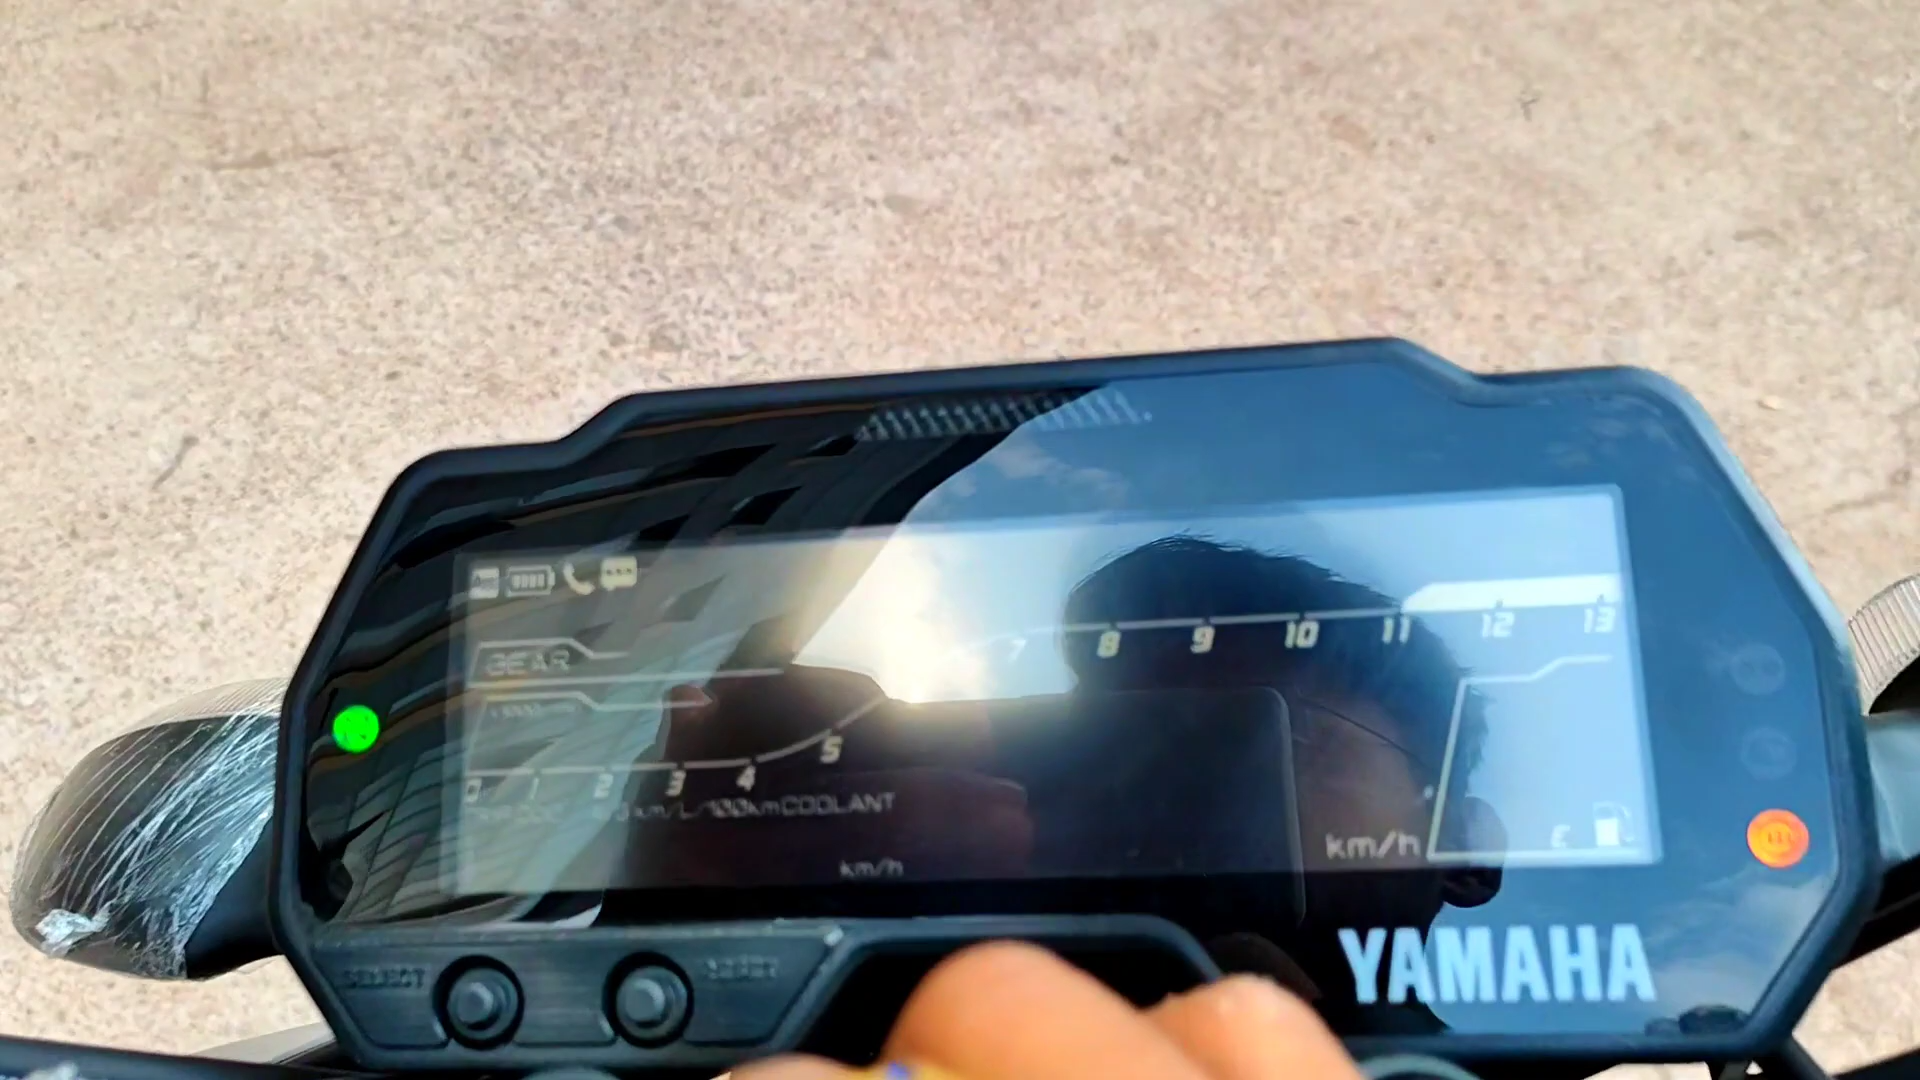 GEAR
7 8 9 10 11 12 13
0 1 2 3 4 5
km/L/100km COOLANT
km/h
E
km/h
YAMAHA
SELECT